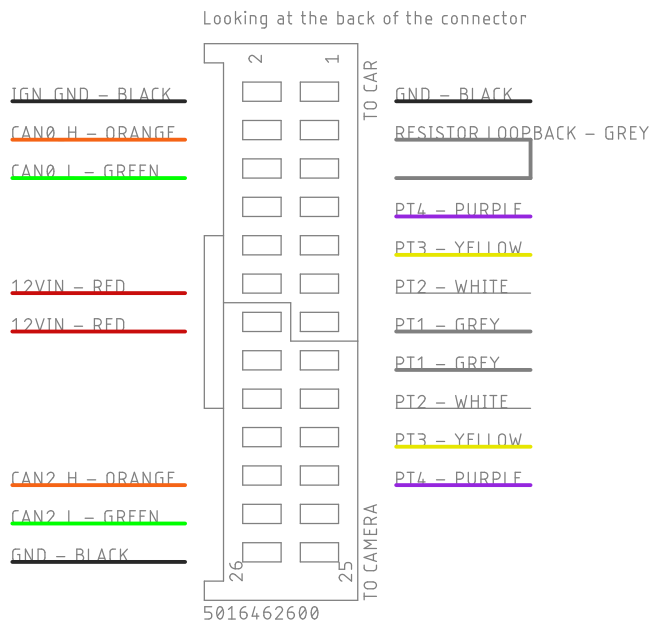 Looking at the back of the connector
2
1
TO CAR
IGN GND - BLACK
GND - BLACK
CAN0 H - ORANGE
RESISTOR LOOPBACK - GREY
CAN0 L - GREEN
PT4 - PURPLE
PT3 - YELLOW
12VIN - RED
PT2 - WHITE
12VIN - RED
PT1 - GREY
PT1 - GREY
PT2 - WHITE
PT3 - YELLOW
CAN2 H - ORANGE
PT4 - PURPLE
CAN2 L - GREEN
GND - BLACK
26
25
TO CAMERA
5016462600